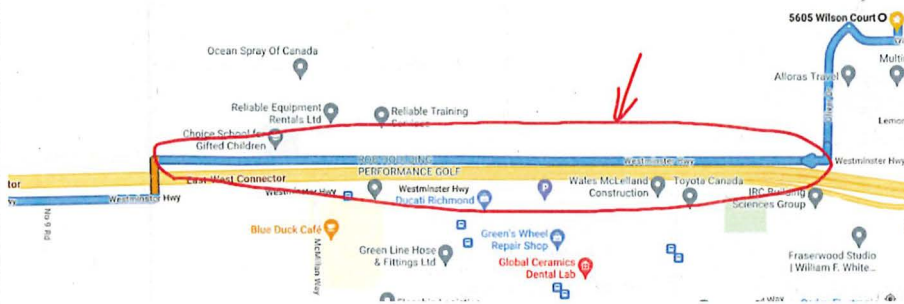 5605 Wilson Court
Ocean Spray Of Canada
Alloras Travel
Multi
Reliable Equipment
Rentals Ltd
Reliable Training
Lemon
Choice School for
Gifted Children
Westminster Hwy
Westminster Hwy
PERFORMANCE GOLF
tor
East-West Connector
Westminster Hwy
Westminster Hwy
Westminster Hwy
Ducati Richmond
P
Wales McLelland
Construction
Toyota Canada
IRC Building
Sciences Group
No 9 Rd
Blue Duck Café
McMillan Way
Green Line Hose
& Fittings Ltd
Green's Wheel
Repair Shop
Global Ceramics
Dental Lab
Fraserwood Studio
| William F. White...